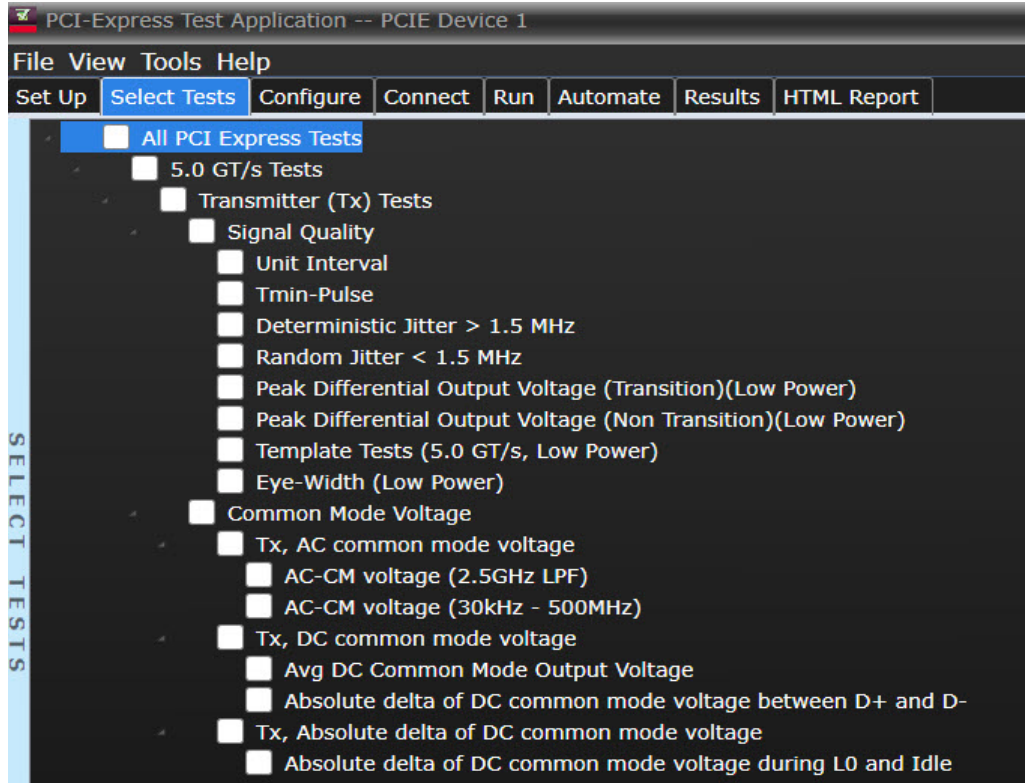 PCI-Express Test Application -- PCIE Device 1
File View Tools Help
Set Up Select Tests Configure Connect Run Automate Results HTML Report
All PCI Express Tests
5.0 GT/s Tests
Transmitter (Tx) Tests
Signal Quality
Unit Interval
Tmin-Pulse
Deterministic Jitter > 1.5 MHz
Random Jitter < 1.5 MHz
Peak Differential Output Voltage (Transition)(Low Power)
Peak Differential Output Voltage (Non Transition)(Low Power)
Template Tests (5.0 GT/s, Low Power)
Eye-Width (Low Power)
Common Mode Voltage
Tx, AC common mode voltage
AC-CM voltage (2.5GHz LPF)
AC-CM voltage (30kHz - 500MHz)
Tx, DC common mode voltage
Avg DC Common Mode Output Voltage
Absolute delta of DC common mode voltage between D+ and D-
Tx, Absolute delta of DC common mode voltage
Absolute delta of DC common mode voltage during L0 and Idle
SELECT TESTS